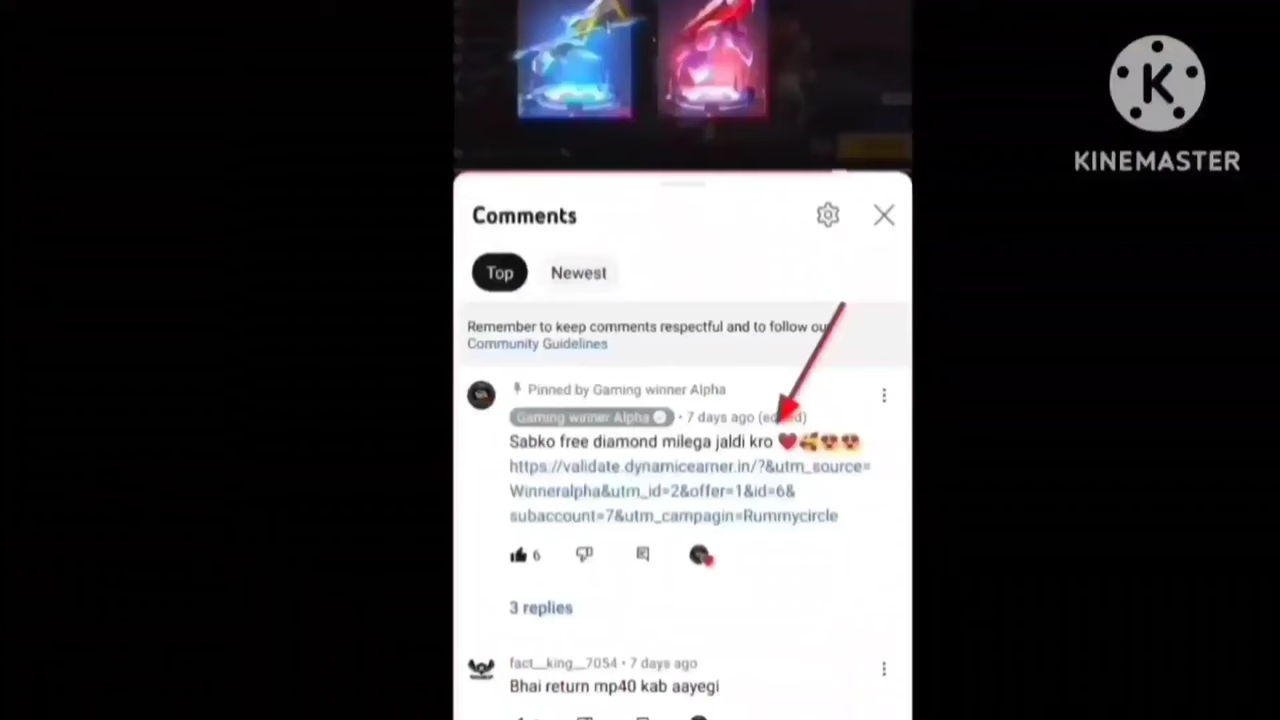 K
KINEMASTER
Comments
Top
Newest
Remember to keep comments respectful and to follow our
Community Guidelines
Pinned by Gaming winner Alpha
Gaming winner Alpha • 7 days ago (edited)
Sabko free diamond milega jaldi kro ❤️🥰😍😍
https://validate.dynamicearner.in/?&utm_source=
Winneralpha&utm_id=2&offer=1&id=6&
subaccount=7&utm_campagin=Rummycircle
6
3 replies
fact__king__7054 • 7 days ago
Bhai return mp40 kab aayegi